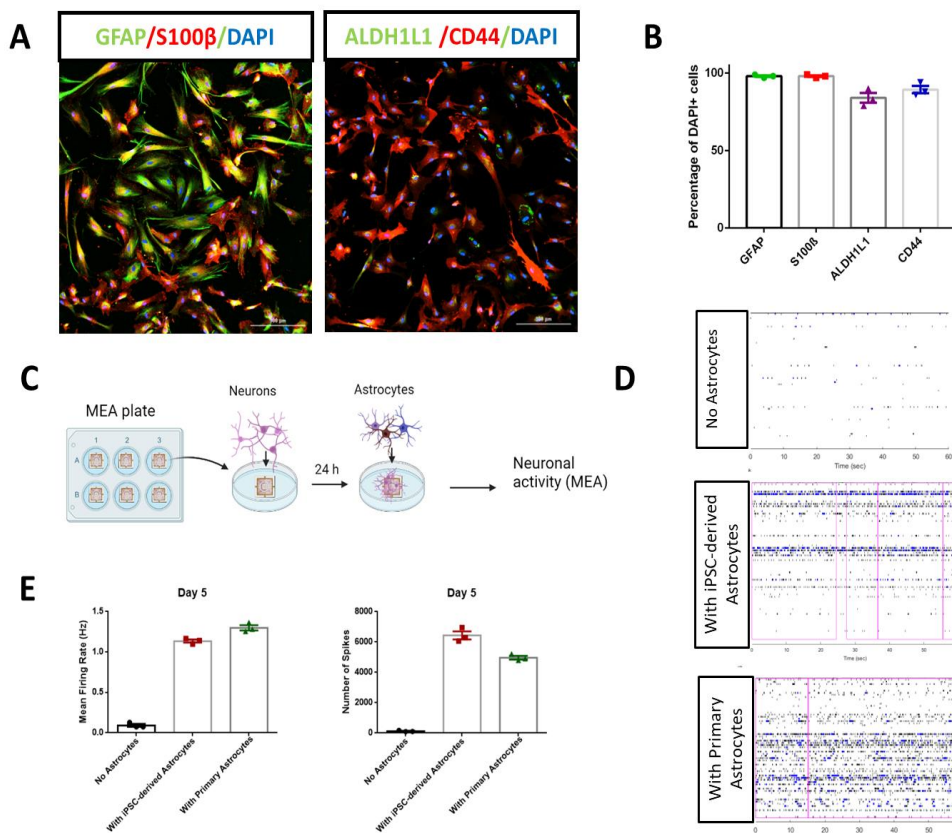 A
GFAP/S100β/DAPI
ALDH1L1 /CD44/DAPI
B
Percentage of DAPI+ cells
100
50
0
GFAP
S100ß
ALDH1L1
CD44
C
MEA plate
1 2 3
A
B
Neurons
24 h
Astrocytes
Neuronal
activity (MEA)
D
No Astrocytes
0 10 20 30 40 50 60
Time (sec)
With iPSC-derived
Astrocytes
0 10 20 30 40 50
Time (sec)
With Primary
Astrocytes
0 10 20 30 40 50
E
Day 5
Mean Firing Rate (Hz)
1.5
1.0
0.5
0.0
No Astrocytes
With iPSC-derived Astrocytes
With Primary Astrocytes
Day 5
Number of Spikes
8000
6000
4000
2000
0
No Astrocytes
With iPSC-derived Astrocytes
With Primary Astrocytes